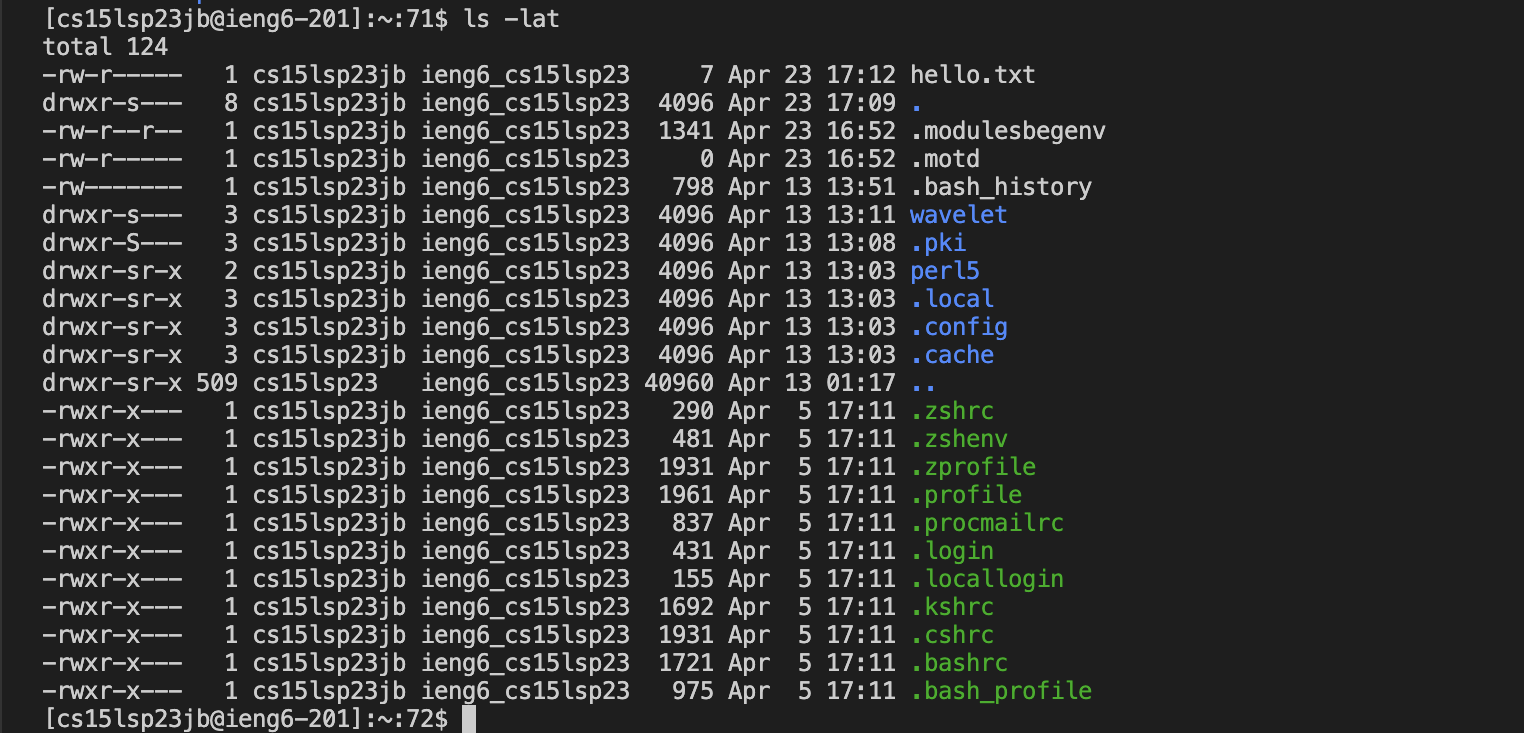 [cs15lsp23jb@ieng6-201]:~:71$ ls -lat
total 124
-rw-r-----   1 cs15lsp23jb ieng6_cs15lsp23     7 Apr 23 17:12 hello.txt
drwxr-s---   8 cs15lsp23jb ieng6_cs15lsp23  4096 Apr 23 17:09 .
-rw-r--r--   1 cs15lsp23jb ieng6_cs15lsp23  1341 Apr 23 16:52 .modulesbegenv
-rw-r-----   1 cs15lsp23jb ieng6_cs15lsp23     0 Apr 23 16:52 .motd
-rw-------   1 cs15lsp23jb ieng6_cs15lsp23   798 Apr 13 13:51 .bash_history
drwxr-s---   3 cs15lsp23jb ieng6_cs15lsp23  4096 Apr 13 13:11 wavelet
drwxr-S---   3 cs15lsp23jb ieng6_cs15lsp23  4096 Apr 13 13:08 .pki
drwxr-sr-x   2 cs15lsp23jb ieng6_cs15lsp23  4096 Apr 13 13:03 perl5
drwxr-sr-x   3 cs15lsp23jb ieng6_cs15lsp23  4096 Apr 13 13:03 .local
drwxr-sr-x   3 cs15lsp23jb ieng6_cs15lsp23  4096 Apr 13 13:03 .config
drwxr-sr-x   3 cs15lsp23jb ieng6_cs15lsp23  4096 Apr 13 13:03 .cache
drwxr-sr-x 509 cs15lsp23   ieng6_cs15lsp23 40960 Apr 13 01:17 ..
-rwxr-x---   1 cs15lsp23jb ieng6_cs15lsp23   290 Apr  5 17:11 .zshrc
-rwxr-x---   1 cs15lsp23jb ieng6_cs15lsp23   481 Apr  5 17:11 .zshenv
-rwxr-x---   1 cs15lsp23jb ieng6_cs15lsp23  1931 Apr  5 17:11 .zprofile
-rwxr-x---   1 cs15lsp23jb ieng6_cs15lsp23  1961 Apr  5 17:11 .profile
-rwxr-x---   1 cs15lsp23jb ieng6_cs15lsp23   837 Apr  5 17:11 .procmailrc
-rwxr-x---   1 cs15lsp23jb ieng6_cs15lsp23   431 Apr  5 17:11 .login
-rwxr-x---   1 cs15lsp23jb ieng6_cs15lsp23   155 Apr  5 17:11 .locallogin
-rwxr-x---   1 cs15lsp23jb ieng6_cs15lsp23  1692 Apr  5 17:11 .kshrc
-rwxr-x---   1 cs15lsp23jb ieng6_cs15lsp23  1931 Apr  5 17:11 .cshrc
-rwxr-x---   1 cs15lsp23jb ieng6_cs15lsp23  1721 Apr  5 17:11 .bashrc
-rwxr-x---   1 cs15lsp23jb ieng6_cs15lsp23   975 Apr  5 17:11 .bash_profile
[cs15lsp23jb@ieng6-201]:~:72$